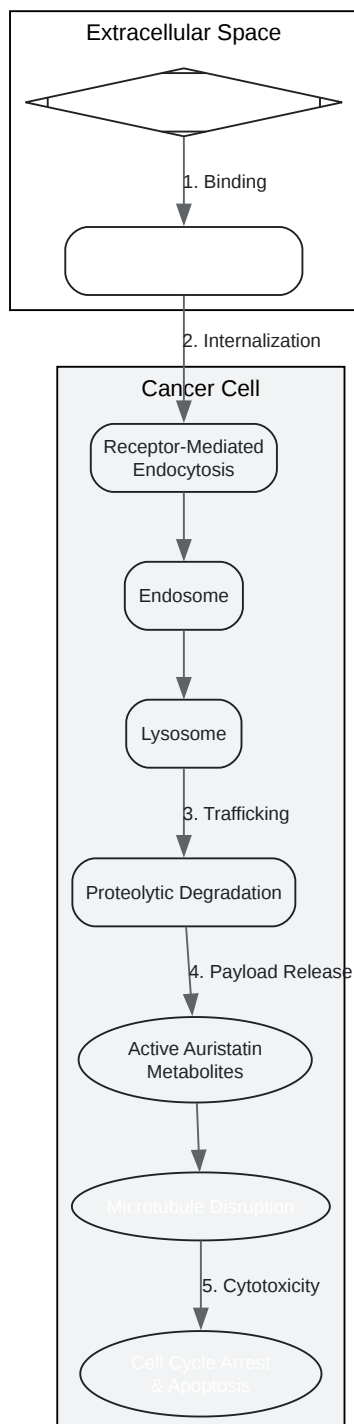 Extracellular Space
1. Binding
2. Internalization
Cancer Cell
Receptor-Mediated
Endocytosis
Endosome
Lysosome
3. Trafficking
Proteolytic Degradation
4. Payload Release
Active Auristatin
Metabolites
Microtubule Disruption
5. Cytotoxicity
Cell Cycle Arrest
& Apoptosis